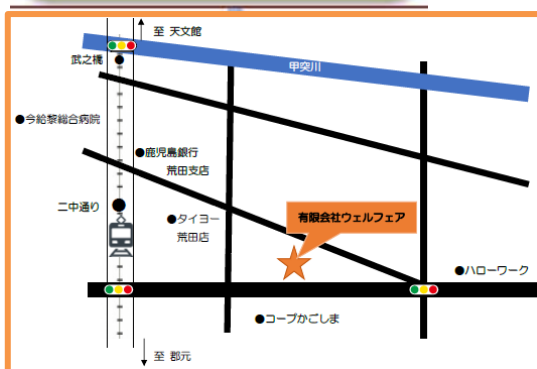 至 天文館
武之橋
甲突川
●今給黎総合病院
●鹿児島銀行
荒田支店
二中通り
●タイヨー
荒田店
有限会社ウェルフェア
●ハローワーク
●コープかごしま
至 郡元